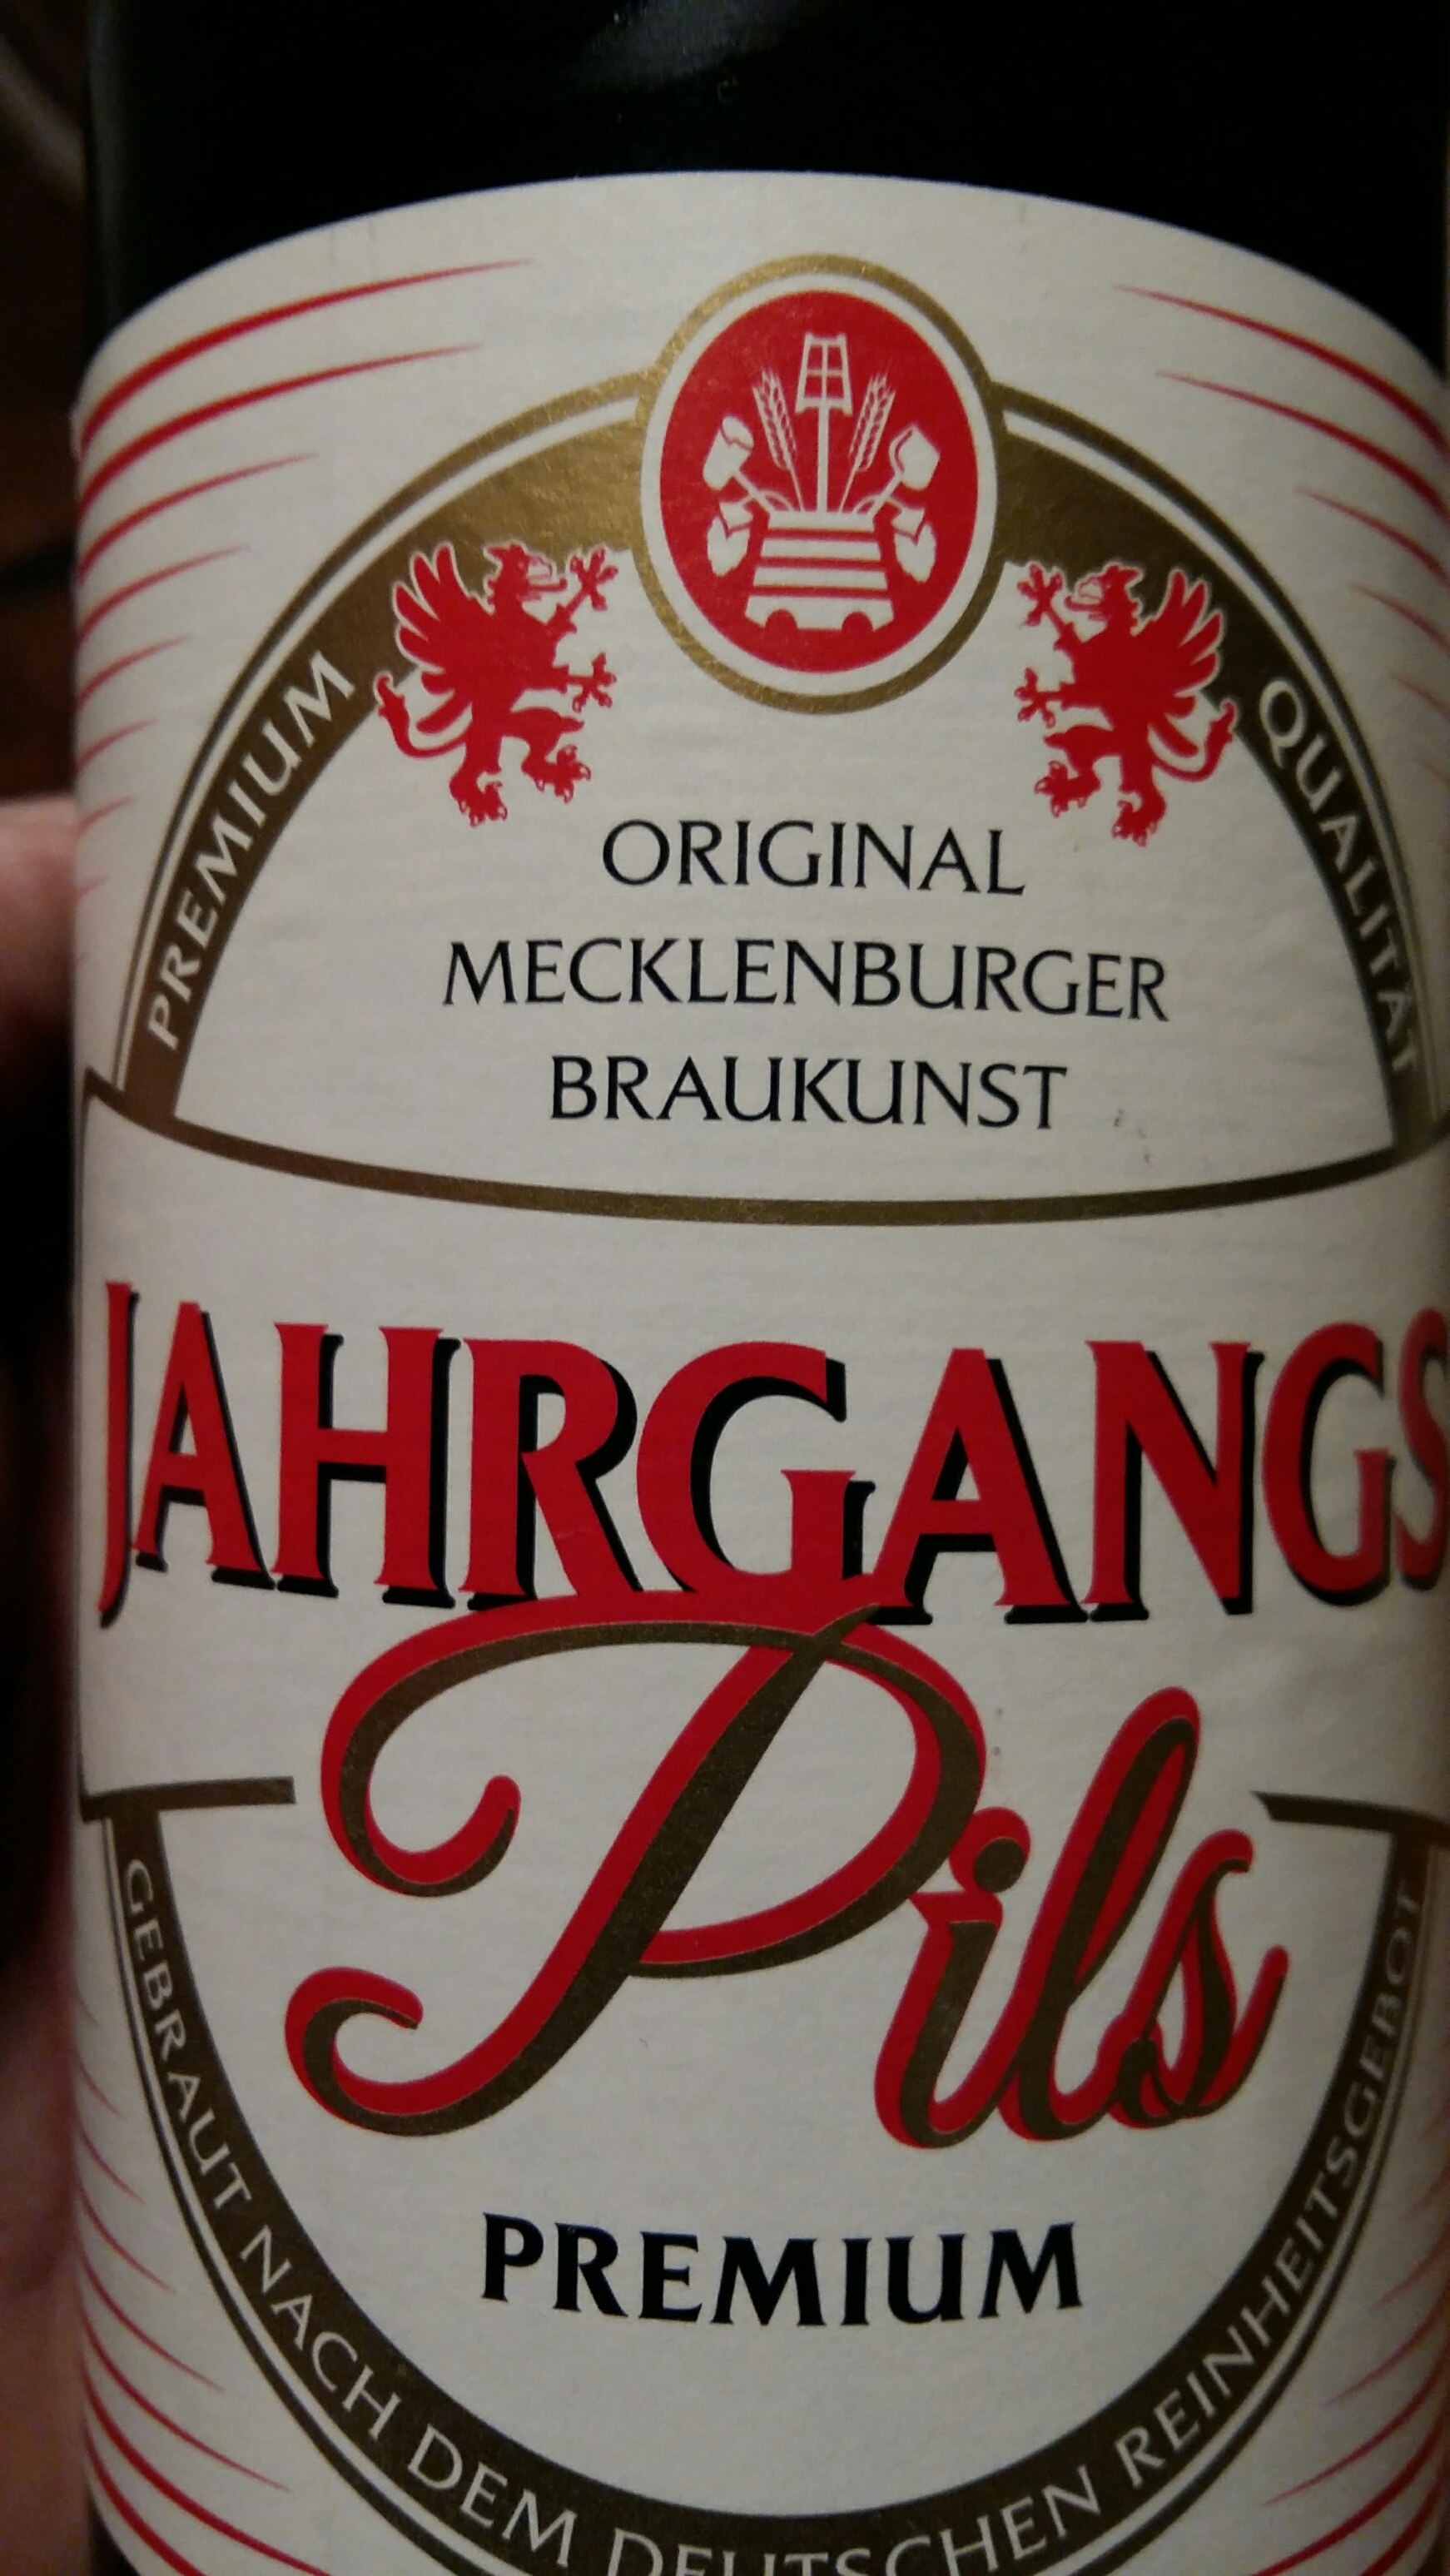 PREMIUM
QUALITÄT
ORIGINAL
MECKLENBURGER
BRAUKUNST
JAHRGANGS
Pils
PREMIUM
GEBRAUT NACH DEM DEUTSCHEN REINHEITSGEBOT